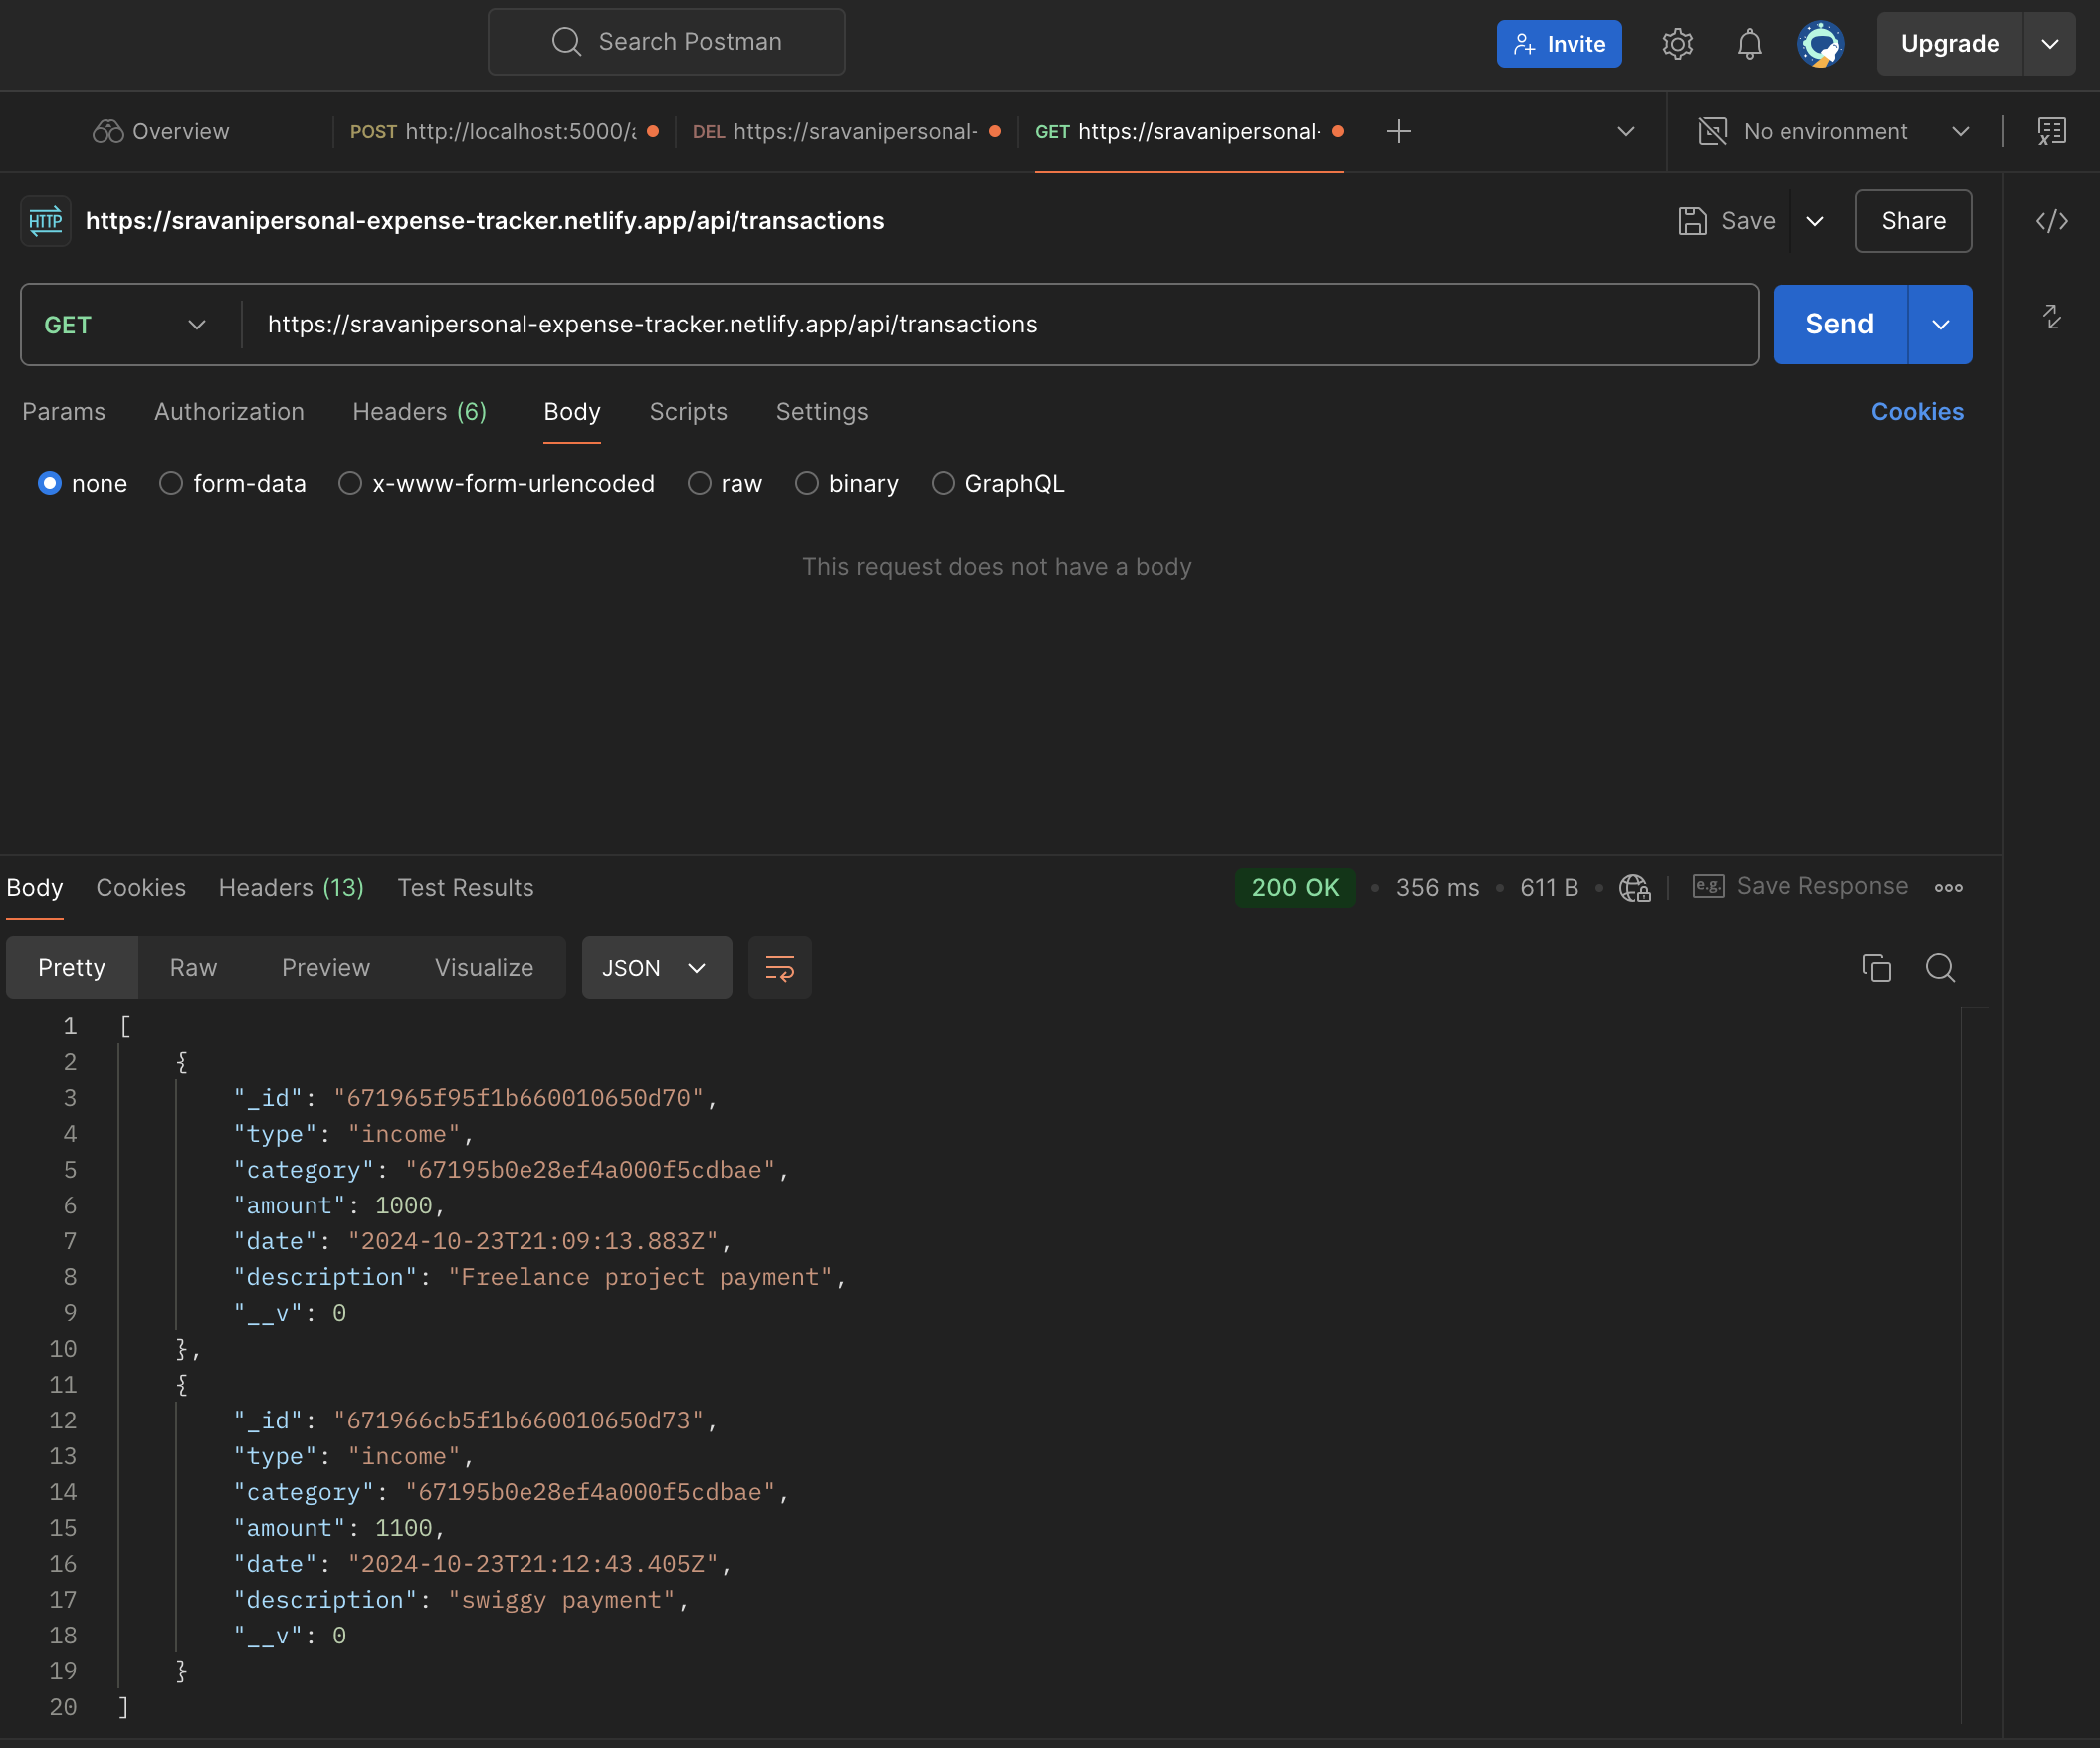 Search Postman
Invite
Upgrade
Overview
POST http://localhost:5000/a
DEL https://sravanipersonal-
GET https://sravanipersonal-
No environment
HTTP
https://sravanipersonal-expense-tracker.netlify.app/api/transactions
Save
Share
GET
https://sravanipersonal-expense-tracker.netlify.app/api/transactions
Send
Params Authorization Headers (6) Body Scripts Settings Cookies
none form-data x-www-form-urlencoded raw binary GraphQL
This request does not have a body
Body Cookies Headers (13) Test Results 200 OK • 356 ms • 611 B • e.g. Save Response
Pretty Raw Preview Visualize JSON
1 [
2 {
3 "_id": "671965f95f1b660010650d70",
4 "type": "income",
5 "category": "67195b0e28ef4a000f5cdbae",
6 "amount": 1000,
7 "date": "2024-10-23T21:09:13.883Z",
8 "description": "Freelance project payment",
9 "__v": 0
10 },
11 {
12 "_id": "671966cb5f1b660010650d73",
13 "type": "income",
14 "category": "67195b0e28ef4a000f5cdbae",
15 "amount": 1100,
16 "date": "2024-10-23T21:12:43.405Z",
17 "description": "swiggy payment",
18 "__v": 0
19 }
20 ]